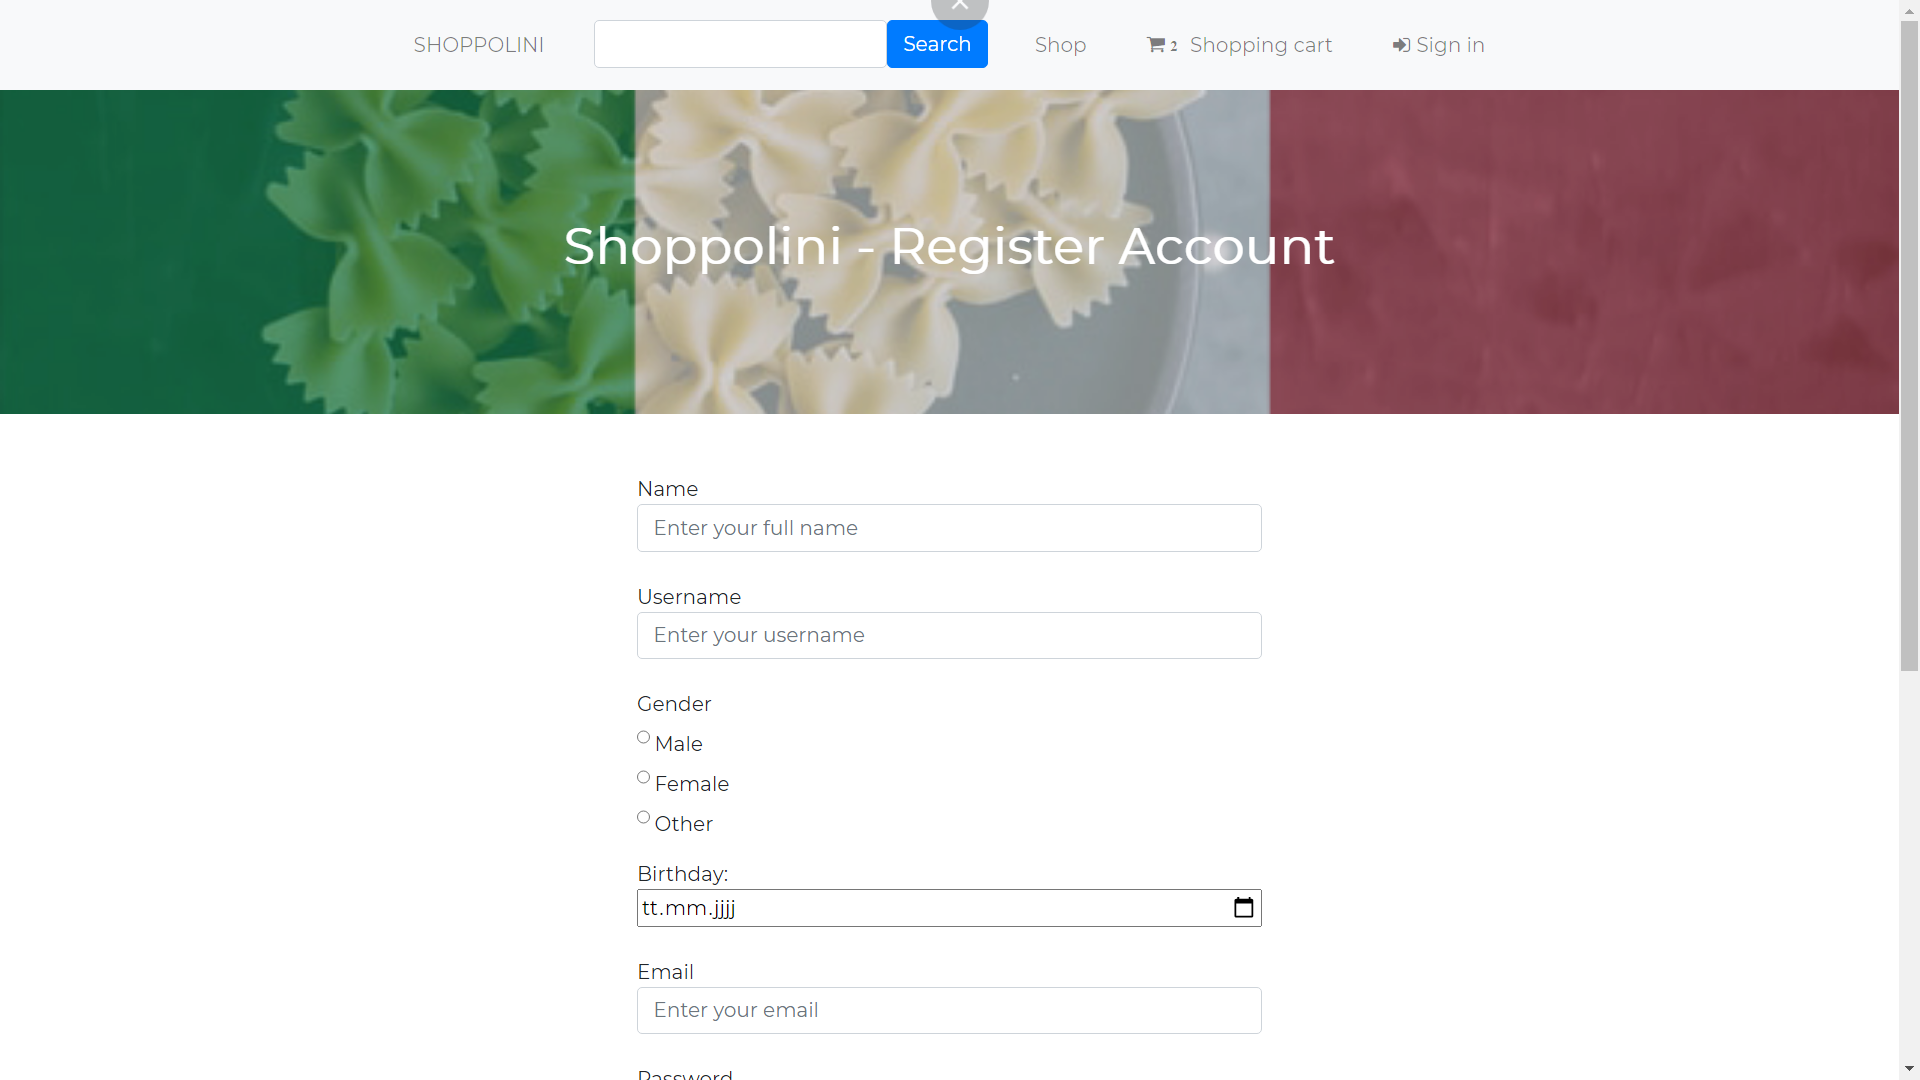 SHOPPOLINI Search Shop 2 Shopping cart Sign in
Shoppolini - Register Account
Name
Enter your full name
Username
Enter your username
Gender
Male
Female
Other
Birthday:
tt.mm.jjjj
Email
Enter your email
Password